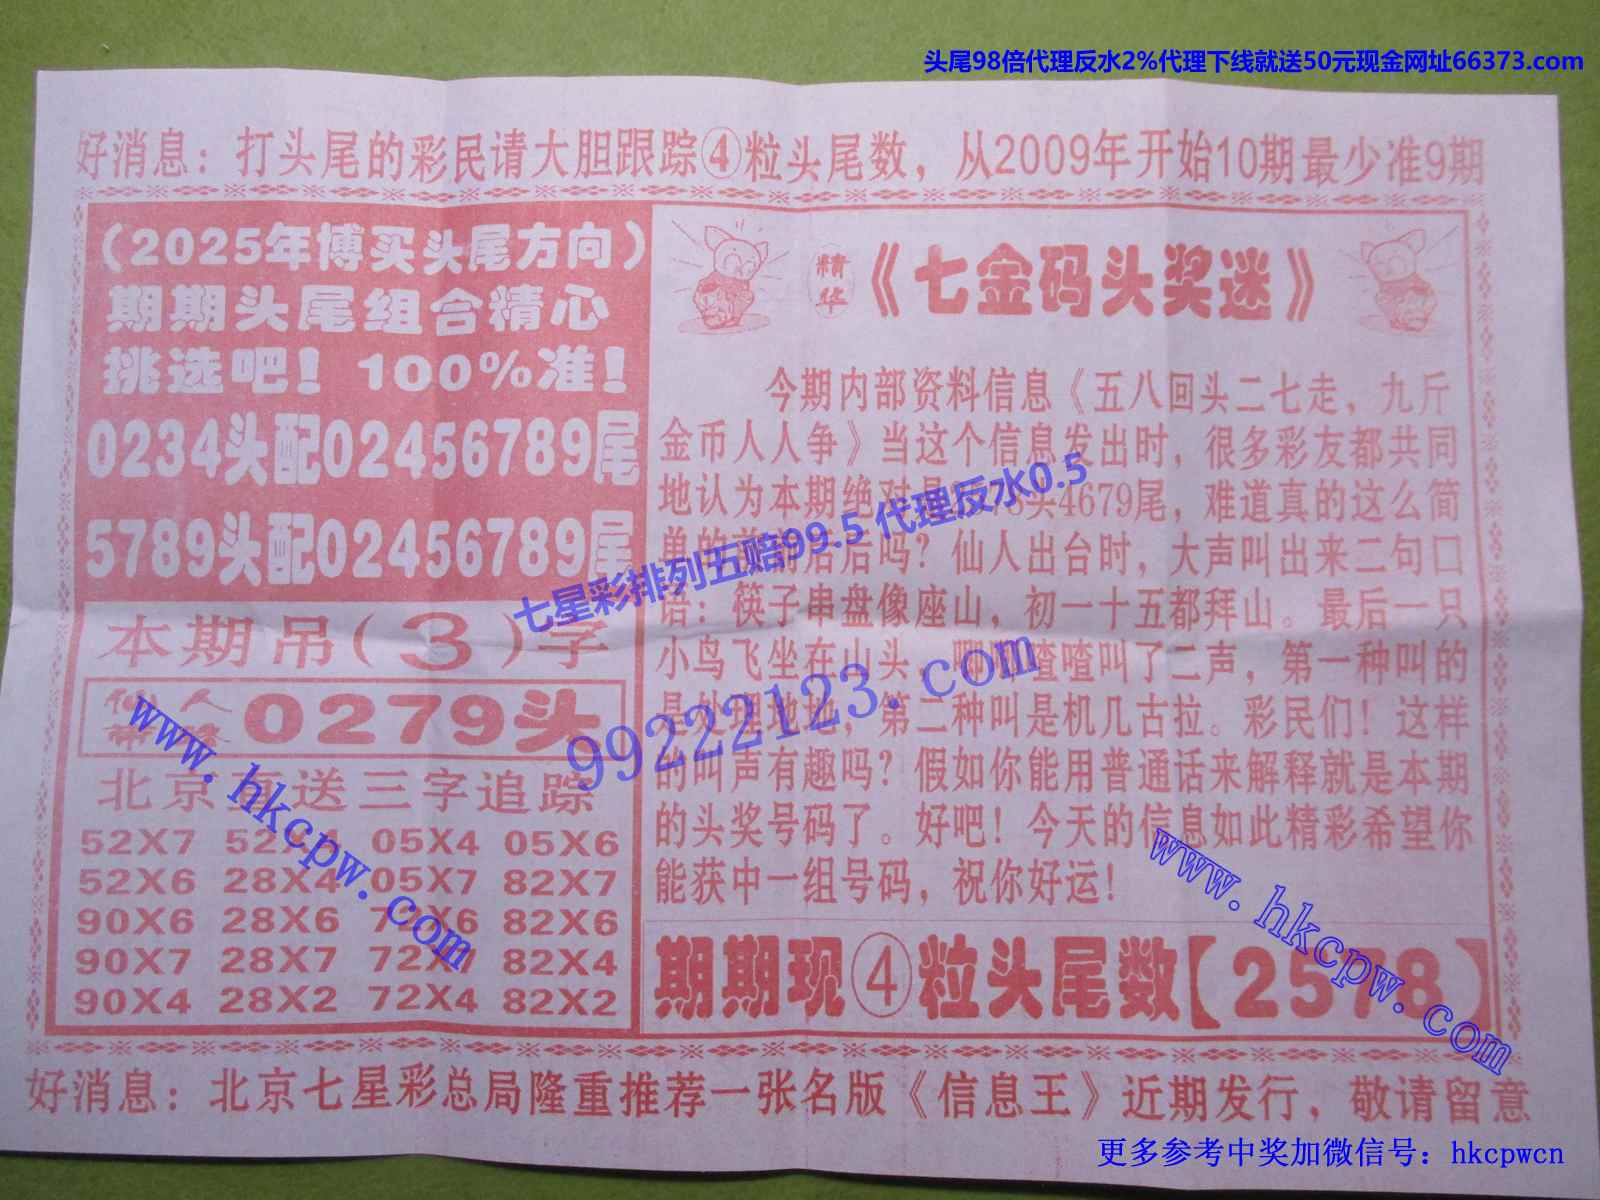 头尾98倍代理反水2%代理下线就送50元现金网址66373.com
好消息：打头尾的彩民请大胆跟踪④粒头尾数，从2009年开始10期最少准9期
（2025年博买头尾方向）
期期头尾组合精心
挑选吧！100%准！
0234头配02456789尾
5789头配02456789尾
本期吊(3)字
仙人 0279头
北京 送三字追踪
52X7 52X4 05X4 05X6
52X6 28X4 05X7 82X7
90X6 28X6 72X6 82X6
90X7 28X7 72X7 82X4
90X4 28X2 72X4 82X2
精华
《七金码头奖迷》
今期内部资料信息《五八回头二七走，九斤
金币人人争》当这个信息发出时，很多彩友都共同
地认为本期绝对是 头4679尾，难道真的这么简
单的 后吗？仙人出台时，大声叫出来二句口
语：筷子串盘像座山，初一十五都拜山。最后一只
小鸟飞坐在山头，唧唧喳喳叫了二声，第一种叫的
是处理地地，第二种叫是机几古拉。彩民们！这样
的叫声有趣吗？假如你能用普通话来解释就是本期
的头奖号码了。好吧！今天的信息如此精彩希望你
能获中一组号码，祝你好运！
期期现④粒头尾数【2578】
好消息：北京七星彩总局隆重推荐一张名版《信息王》近期发行，敬请留意
七星彩排列五赔99.5 代理反水0.5
99222123.com
www.hkcpw.com
www.hkcpw.com
更多参考中奖加微信号：hkcpwcn